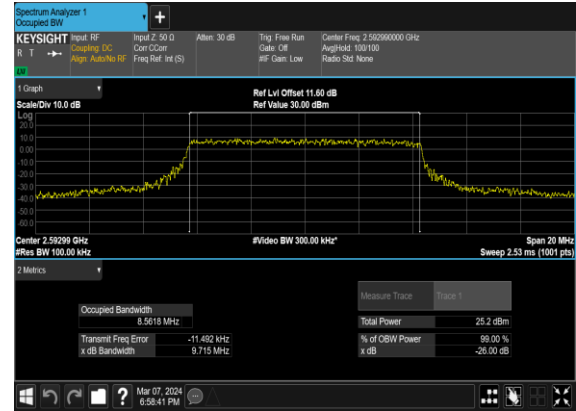 Spectrum Analyzer 1
Occupied BW
+
KEYSIGHT Input: RF Input Z: 50 Ω Atten: 30 dB Trig: Free Run Center Freq: 2.592990000 GHz
R T Coupling: DC Corr CCorr Gate: Off Avg|Hold: 100/100
Align: Auto/No RF Freq Ref: Int (S) #IF Gain: Low Radio Std: None
LU
1 Graph
Ref Lvl Offset 11.60 dB
Scale/Div 10.0 dB Ref Value 30.00 dBm
Log
20.0
10.0
0.00
-10.0
-20.0
-30.0
-40.0
-50.0
-60.0
Center 2.59299 GHz #Video BW 300.00 kHz* Span 20 MHz
#Res BW 100.00 kHz Sweep 2.53 ms (1001 pts)
2 Metrics
Measure Trace Trace 1
Occupied Bandwidth
8.5618 MHz Total Power 25.2 dBm
Transmit Freq Error -11.492 kHz % of OBW Power 99.00 %
x dB Bandwidth 9.715 MHz x dB -26.00 dB
? Mar 07, 2024
6:58:41 PM